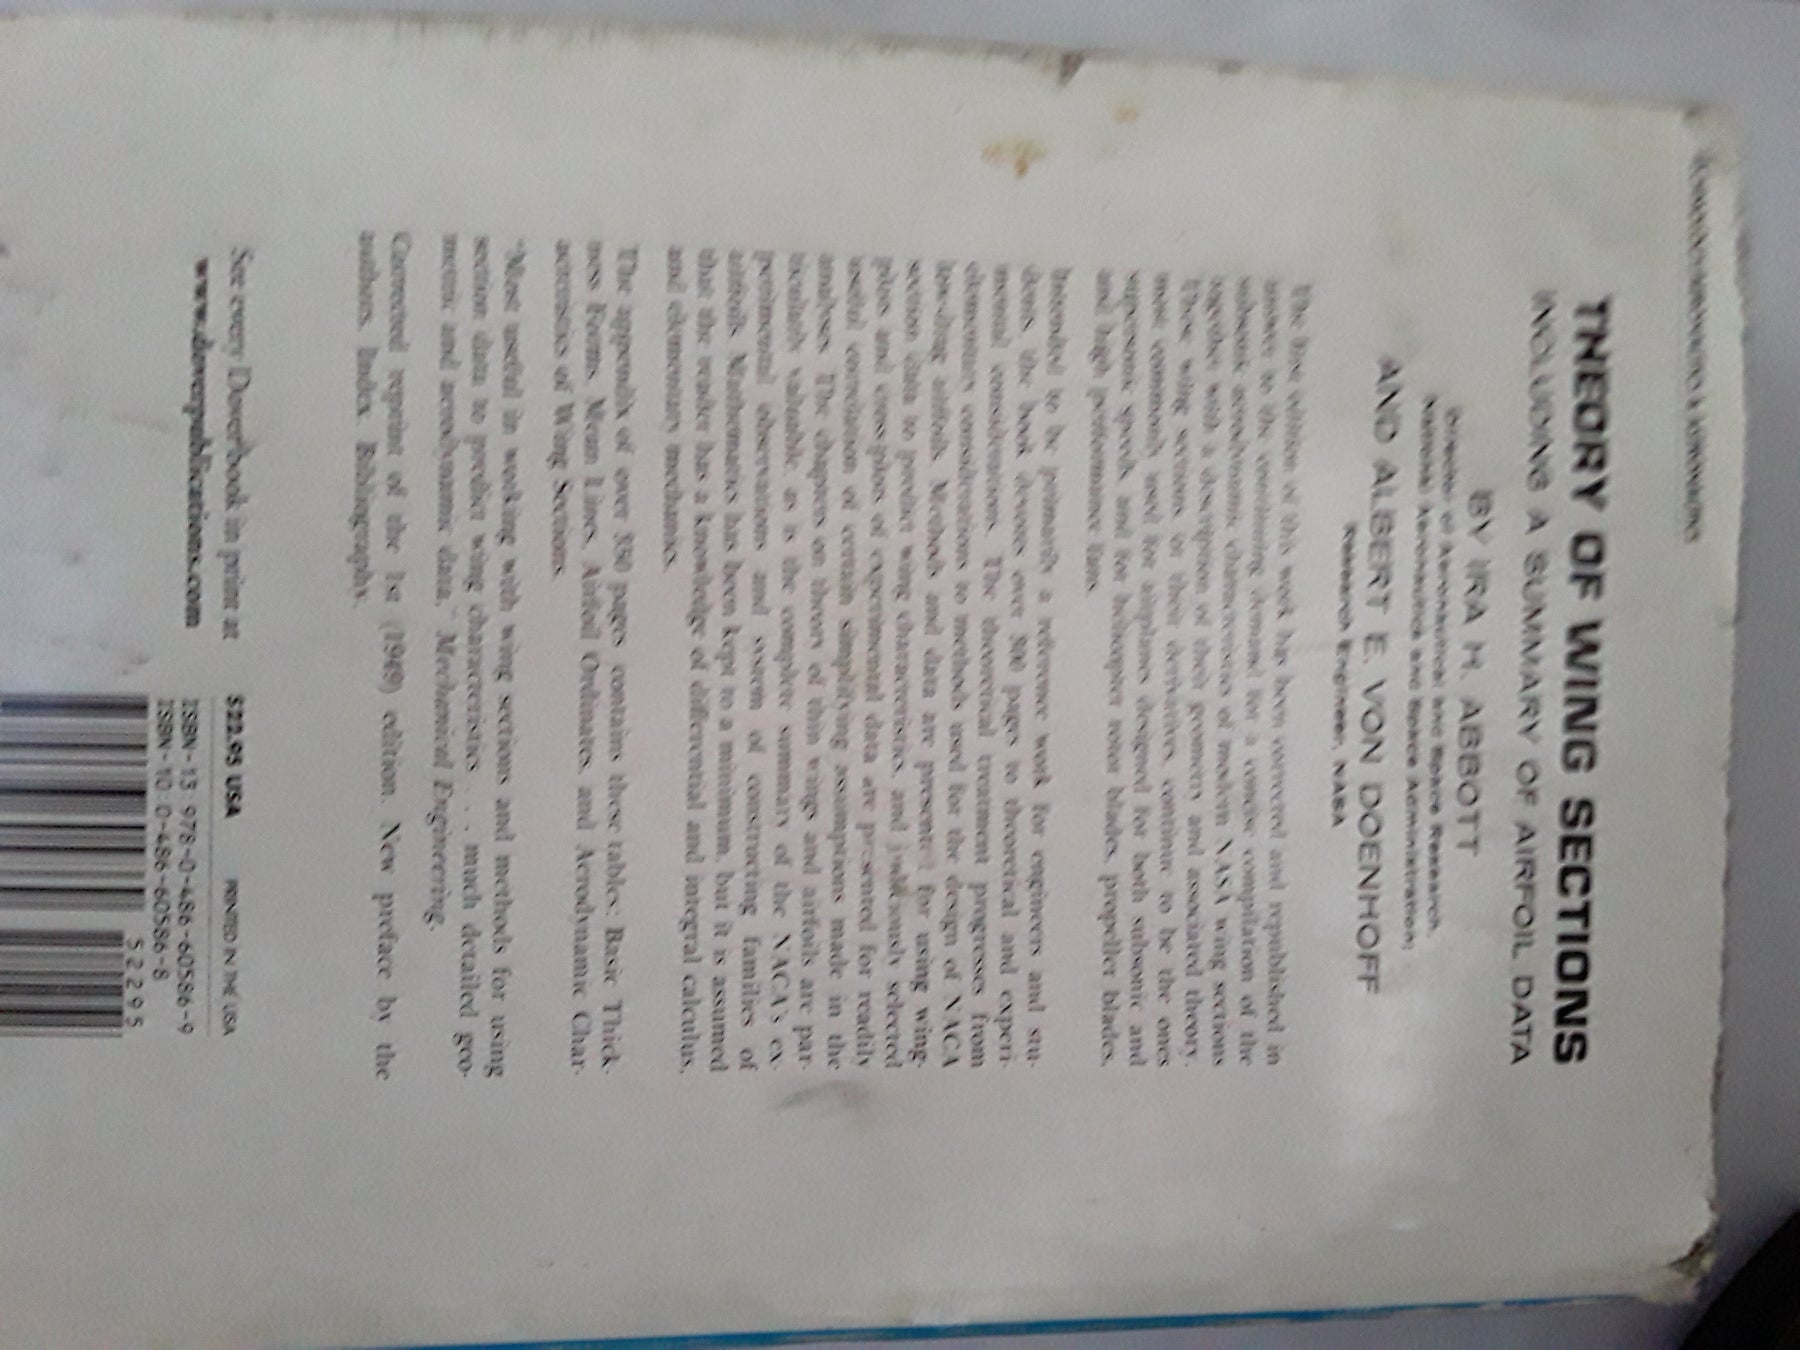 THEORY OF WING SECTIONS
INCLUDING A SUMMARY OF AIRFOIL DATA
BY IRA H. ABBOTT
Director of Aeronautical and Space Research,
National Aeronautics and Space Administration;
AND ALBERT E. VON DOENHOFF
Research Engineer, NASA
The first edition of this work has been corrected and republished in
answer to the continuing demand for a concise compilation of the
subsonic aerodynamic characteristics of modern NASA wing sections
together with a description of their geometry and associated theory.
These wing sections, or their derivatives, continue to be the ones
most commonly used for airplanes designed for both subsonic and
supersonic speeds, and for helicopter rotor blades, propeller blades,
and high performance fans.
Intended to be primarily a reference work for engineers and stu-
dents, the book devotes over 300 pages to theoretical and experi-
mental considerations. The theoretical treatment progresses from
elementary considerations to methods used for the design of NACA
low-drag airfoils. Methods and data are presented for using wing-
section data to predict wing characteristics, and judiciously selected
plots and cross-plots of experimental data are presented for readily
useful correlation of certain simplifying assumptions made in the
analyses. The chapters on theory of thin wings and airfoils are par-
ticularly valuable, as is the complete summary of the NACA's ex-
perimental observations and system of constructing families of
airfoils. Mathematics has been kept to a minimum, but it is assumed
that the reader has a knowledge of differential and integral calculus,
and elementary mechanics.
The appendix of over 350 pages contains these tables: Basic Thick-
ness Forms, Mean Lines, Airfoil Ordinates, and Aerodynamic Char-
acteristics of Wing Sections.
"Most useful in working with wing sections and methods for using
section data to predict wing characteristics . . . much detailed geo-
metric and aerodynamic data." Mechanical Engineering.
Corrected reprint of the 1st (1949) edition. New preface by the
authors. Index. Bibliography.
See every Dover book in print at
www.doverpublications.com
$22.95 USA PRINTED IN THE USA
ISBN-13 978-0-486-60586-9
ISBN-10 0-486-60586-8
52295